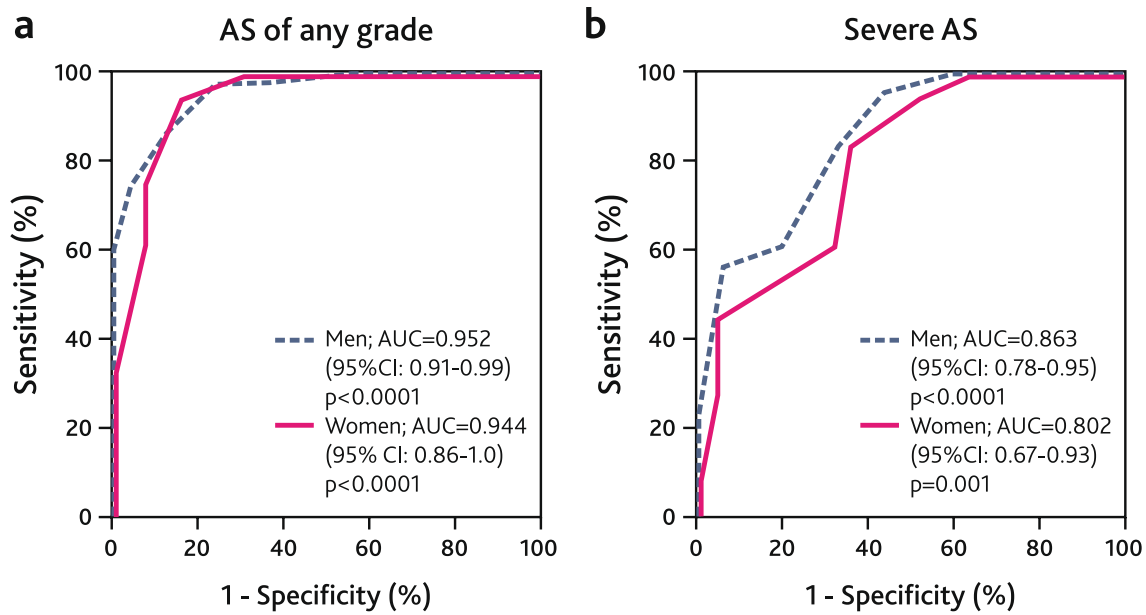 a
AS of any grade
Sensitivity (%)
100
80
60
40
20
0
Men; AUC=0.952
(95%CI: 0.91-0.99)
p<0.0001
Women; AUC=0.944
(95% CI: 0.86-1.0)
p<0.0001
0 20 40 60 80 100
1 - Specificity (%)
b
Severe AS
Sensitivity (%)
100
80
60
40
20
0
Men; AUC=0.863
(95%CI: 0.78-0.95)
p<0.0001
Women; AUC=0.802
(95%CI: 0.67-0.93)
p=0.001
0 20 40 60 80 100
1 - Specificity (%)